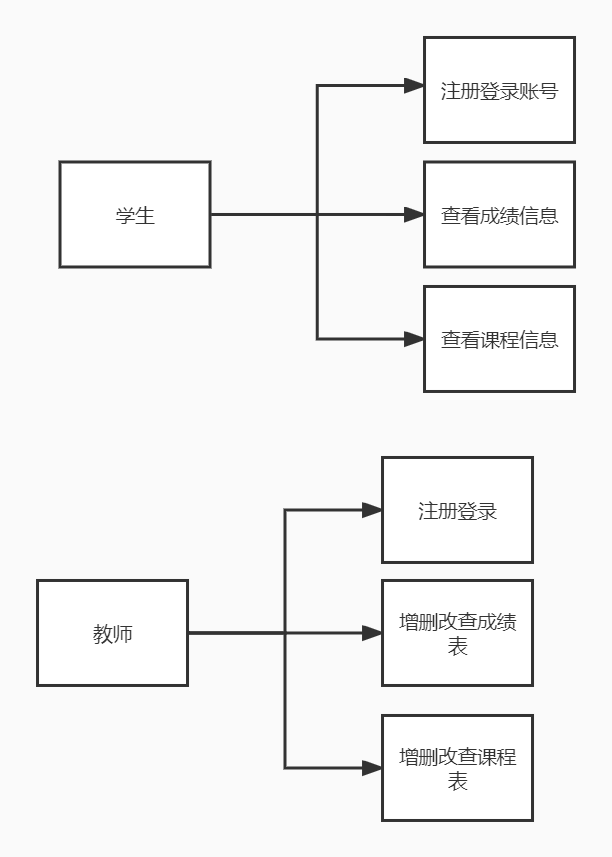 注册登录账号
学生
查看成绩信息
查看课程信息
注册登录
教师
增删改查成绩
表
增删改查课程
表